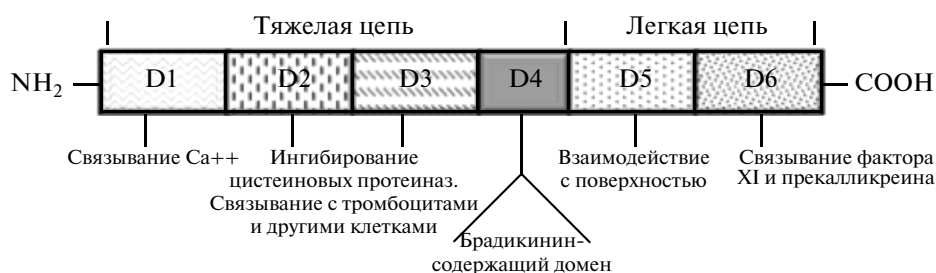 Тяжелая цепь
Легкая цепь
NH2
D1
D2
D3
D4
D5
D6
COOH
Связывание Ca++
Ингибирование
цистеиновых протеиназ.
Связывание с тромбоцитами
и другими клетками
Брадикинин-
содержащий домен
Взаимодействие
с поверхностью
Связывание фактора
XI и прекалликреина